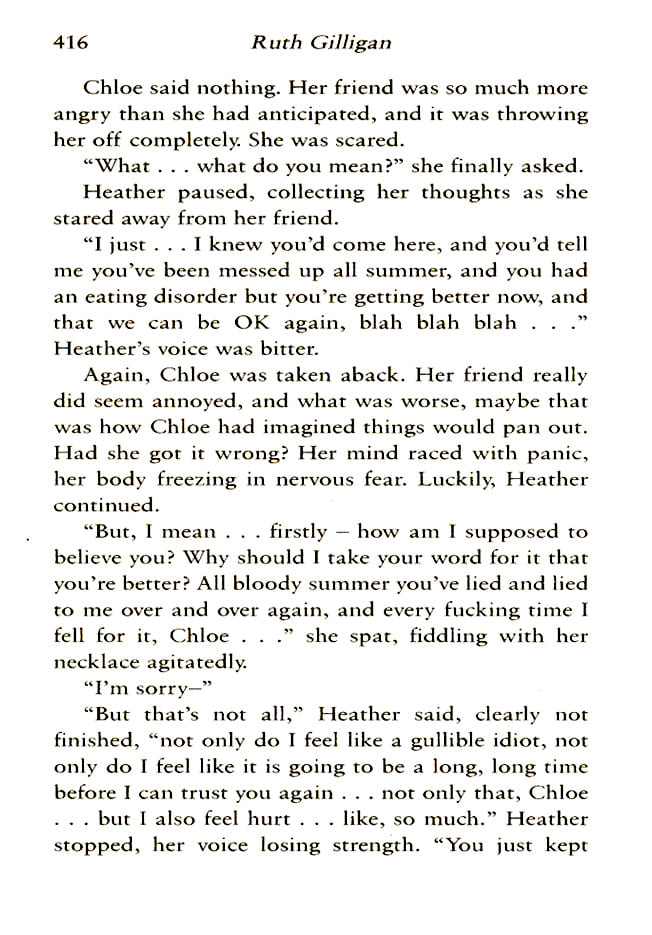 416 Ruth Gilligan
Chloe said nothing. Her friend was so much more
angry than she had anticipated, and it was throwing
her off completely. She was scared.
“What . . . what do you mean?” she finally asked.
Heather paused, collecting her thoughts as she
stared away from her friend.
“I just . . . I knew you’d come here, and you’d tell
me you’ve been messed up all summer, and you had
an eating disorder but you’re getting better now, and
that we can be OK again, blah blah blah . . .”
Heather’s voice was bitter.
Again, Chloe was taken aback. Her friend really
did seem annoyed, and what was worse, maybe that
was how Chloe had imagined things would pan out.
Had she got it wrong? Her mind raced with panic,
her body freezing in nervous fear. Luckily, Heather
continued.
“But, I mean . . . firstly – how am I supposed to
believe you? Why should I take your word for it that
you’re better? All bloody summer you’ve lied and lied
to me over and over again, and every fucking time I
fell for it, Chloe . . .” she spat, fiddling with her
necklace agitatedly.
“I’m sorry–”
“But that’s not all,” Heather said, clearly not
finished, “not only do I feel like a gullible idiot, not
only do I feel like it is going to be a long, long time
before I can trust you again . . . not only that, Chloe
. . . but I also feel hurt . . . like, so much.” Heather
stopped, her voice losing strength. “You just kept